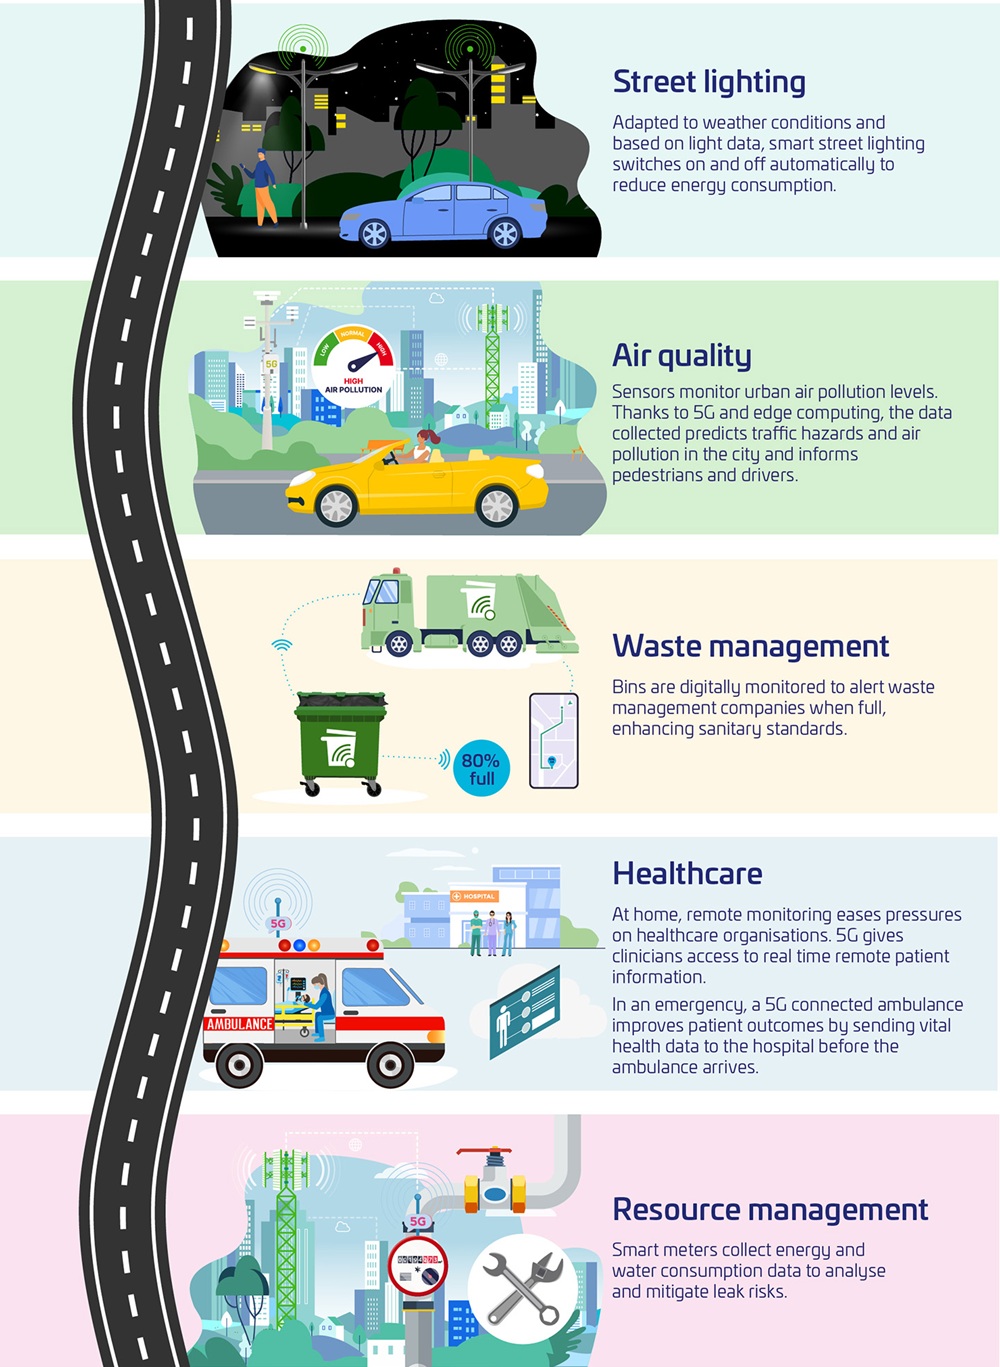 Street lighting
Adapted to weather conditions and
based on light data, smart street lighting
switches on and off automatically to
reduce energy consumption.
5G
LOW
NORMAL
HIGH
HIGH
AIR POLLUTION
Air quality
Sensors monitor urban air pollution levels.
Thanks to 5G and edge computing, the data
collected predicts traffic hazards and air
pollution in the city and informs
pedestrians and drivers.
80%
full
Waste management
Bins are digitally monitored to alert waste
management companies when full,
enhancing sanitary standards.
5G
HOSPITAL
AMBULANCE
Healthcare
At home, remote monitoring eases pressures
on healthcare organisations. 5G gives
clinicians access to real time remote patient
information.
In an emergency, a 5G connected ambulance
improves patient outcomes by sending vital
health data to the hospital before the
ambulance arrives.
5G
Resource management
Smart meters collect energy and
water consumption data to analyse
and mitigate leak risks.